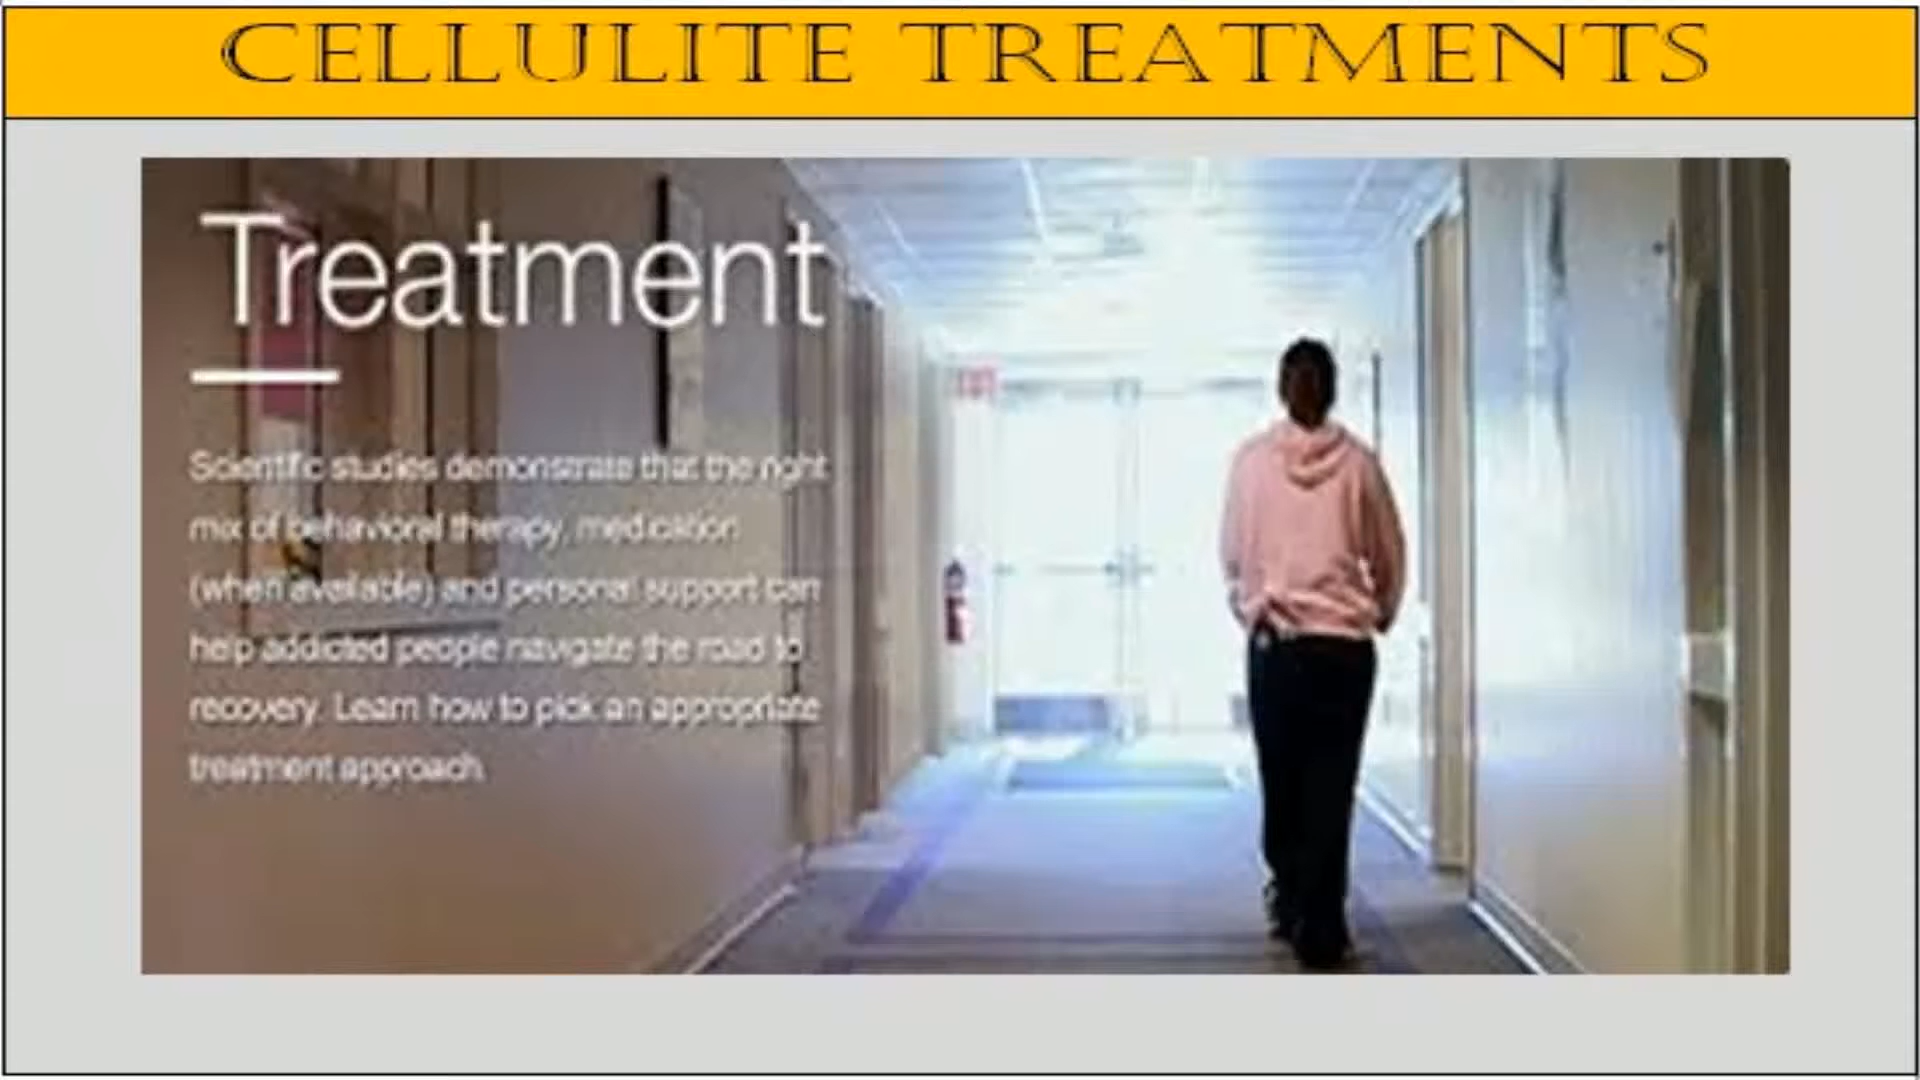 CELLULITE TREATMENTS
Treatment
Scientific studies demonstrate that the right
mix of behavioral therapy, medication
(when available) and personal support can
help addicted people navigate the road to
recovery. Learn how to pick an appropriate
treatment approach.